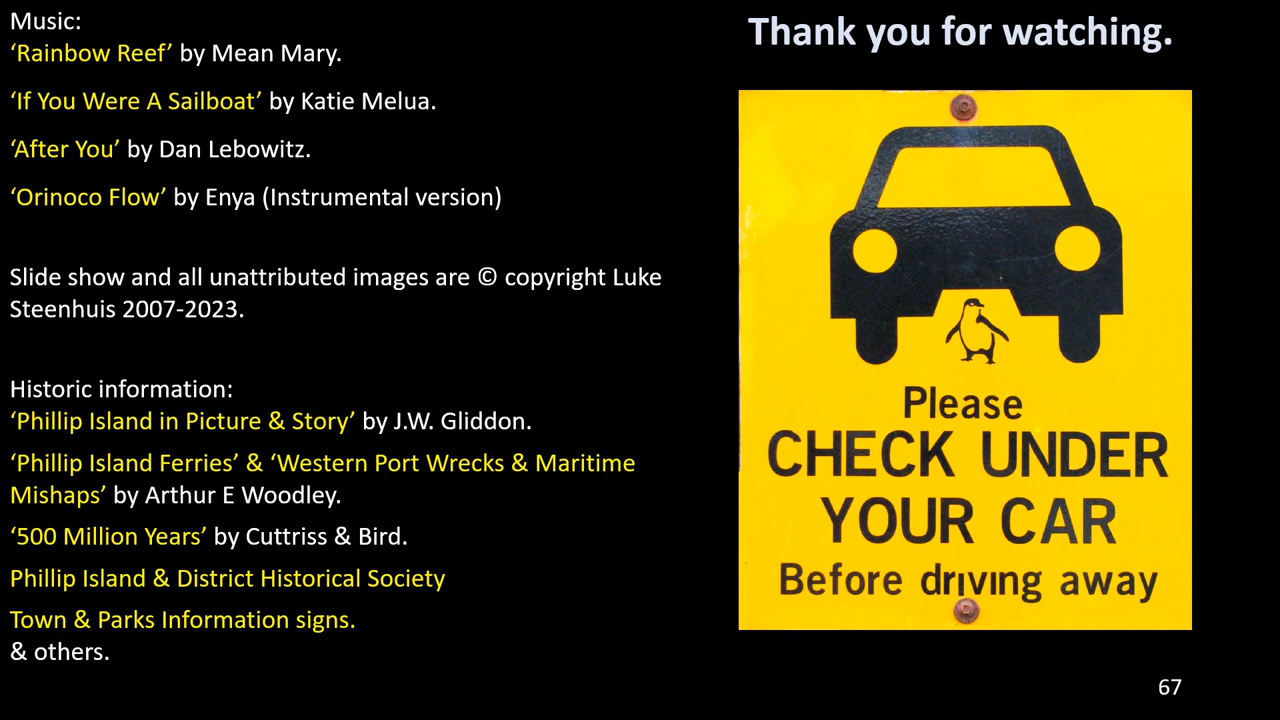 Music:
‘Rainbow Reef’ by Mean Mary.
‘If You Were A Sailboat’ by Katie Melua.
‘After You’ by Dan Lebowitz.
‘Orinoco Flow’ by Enya (Instrumental version)
Slide show and all unattributed images are © copyright Luke
Steenhuis 2007-2023.
Historic information:
‘Phillip Island in Picture & Story’ by J.W. Gliddon.
‘Phillip Island Ferries’ & ‘Western Port Wrecks & Maritime
Mishaps’ by Arthur E Woodley.
‘500 Million Years’ by Cuttriss & Bird.
Phillip Island & District Historical Society
Town & Parks Information signs.
& others.
Thank you for watching.
Please
CHECK UNDER
YOUR CAR
Before driving away
67